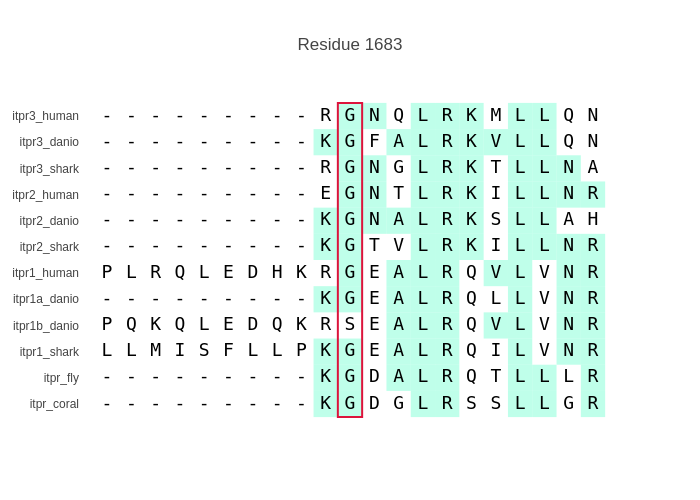 Residue 1683
itpr3_human - - - - - - - - - R G N Q L R K M L L Q N
itpr3_danio - - - - - - - - - K G F A L R K V L L Q N
itpr3_shark - - - - - - - - - R G N G L R K T L L N A
itpr2_human - - - - - - - - - E G N T L R K I L L N R
itpr2_danio - - - - - - - - - K G N A L R K S L L A H
itpr2_shark - - - - - - - - - K G T V L R K I L L N R
itpr1_human P L R Q L E D H K R G E A L R Q V L V N R
itpr1a_danio - - - - - - - - - K G E A L R Q L L V N R
itpr1b_danio P Q K Q L E D Q K R S E A L R Q V L V N R
itpr1_shark L L M I S F L L P K G E A L R Q I L V N R
itpr_fly - - - - - - - - - K G D A L R Q T L L L R
itpr_coral - - - - - - - - - K G D G L R S S L L G R